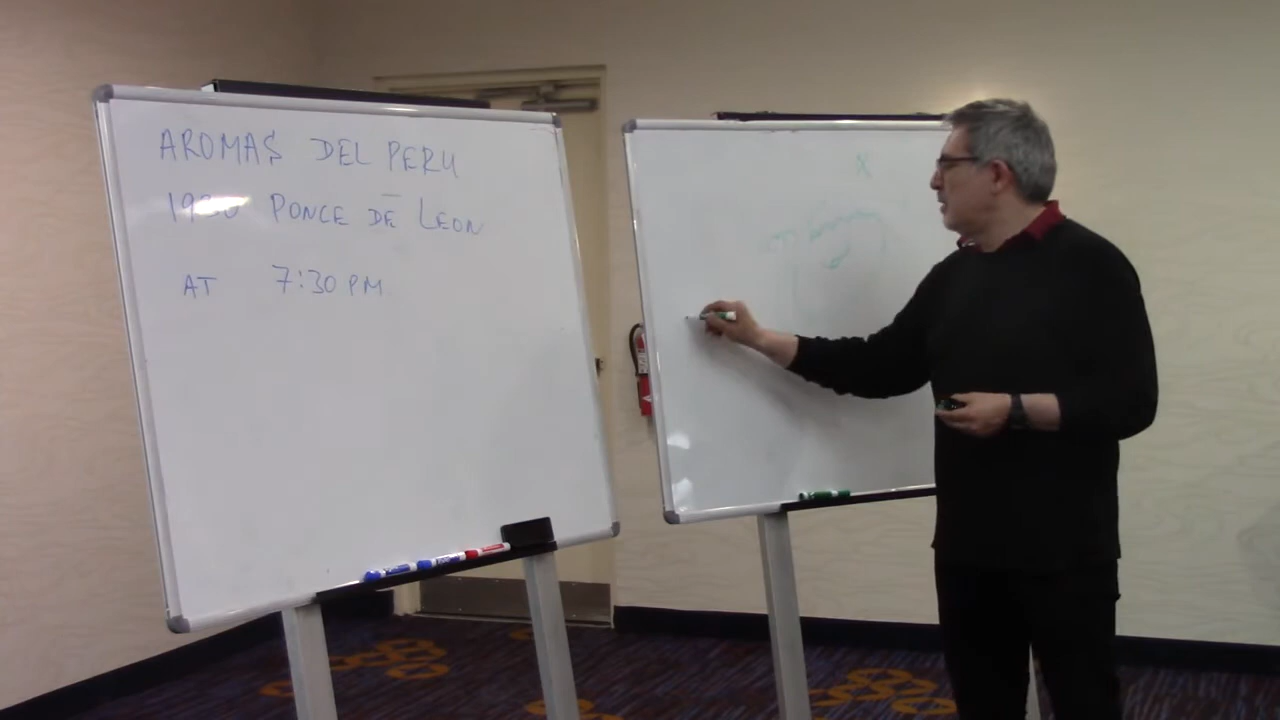 AROMAS DEL PERU
PONCE DE LEON
AT 7:30 PM
X